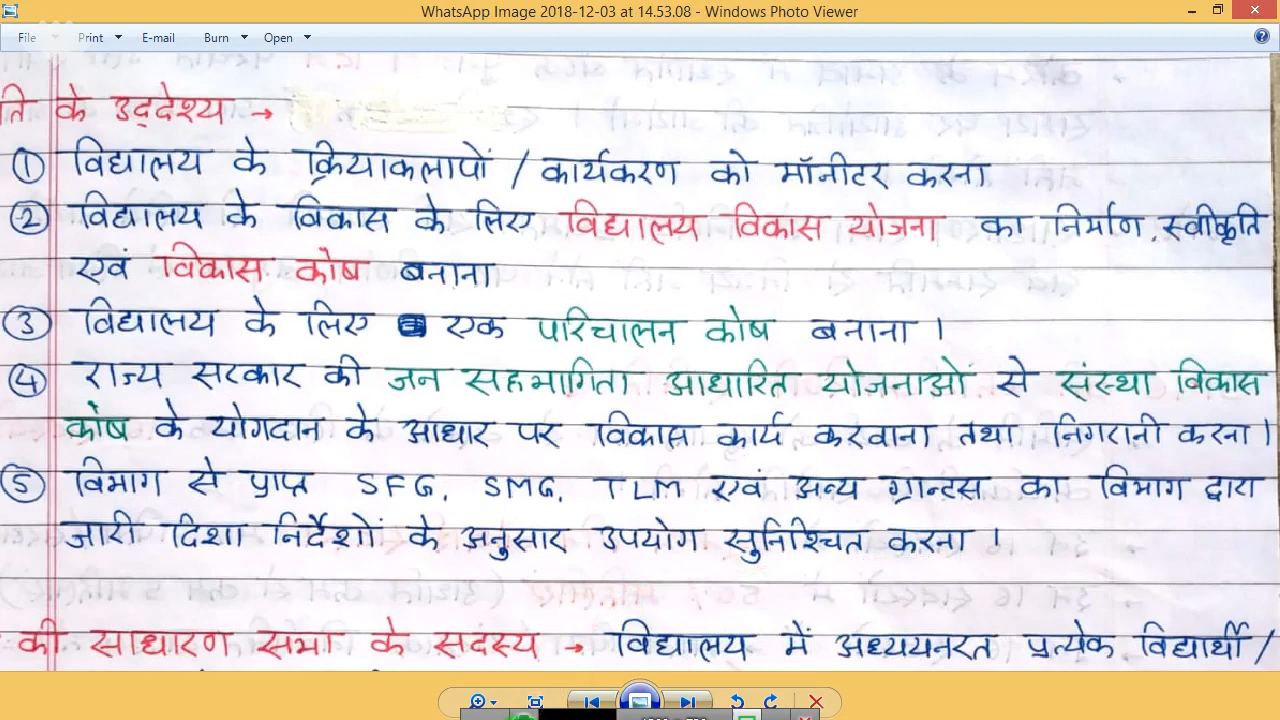 WhatsApp Image 2018-12-03 at 14.53.08 - Windows Photo Viewer
File Print E-mail Burn Open
ति के उद्देश्य →
① विद्यालय के क्रियाकलापों / कार्यकरण को मॉनीटर करना
② विद्यालय के विकास के लिए विद्यालय विकास योजना का निर्माण, स्वीकृति
एवं विकास कोष बनाना
③ विद्यालय के लिए एक परिचालन कोष बनाना ।
④ राज्य सरकार की जन सहभागिता आधारित योजनाओं से संस्था विकास
कोष के योगदान के आधार पर विकास कार्य करवाना तथा निगरानी करना ।
⑤ विभाग से प्राप्त SFG, SMG, TLM एवं अन्य ग्रान्ट्स का विभाग द्वारा
जारी दिशा निर्देशों के अनुसार उपयोग सुनिश्चित करना ।
की साधारण सभा के सदस्य → विद्यालय में अध्ययनरत प्रत्येक विद्यार्थी /